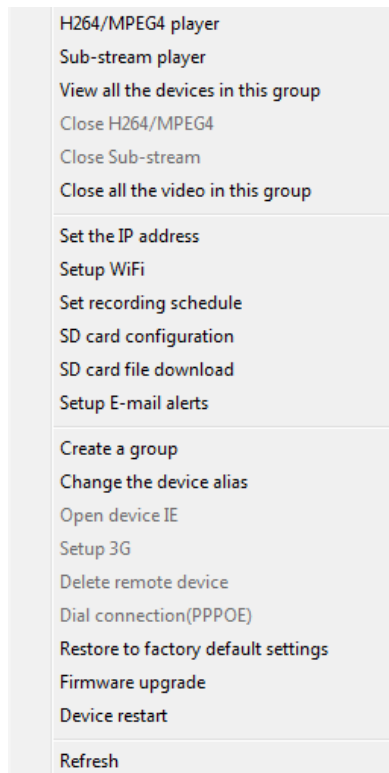 H264/MPEG4 player
Sub-stream player
View all the devices in this group
Close H264/MPEG4
Close Sub-stream
Close all the video in this group
Set the IP address
Setup WiFi
Set recording schedule
SD card configuration
SD card file download
Setup E-mail alerts
Create a group
Change the device alias
Open device IE
Setup 3G
Delete remote device
Dial connection(PPPOE)
Restore to factory default settings
Firmware upgrade
Device restart
Refresh